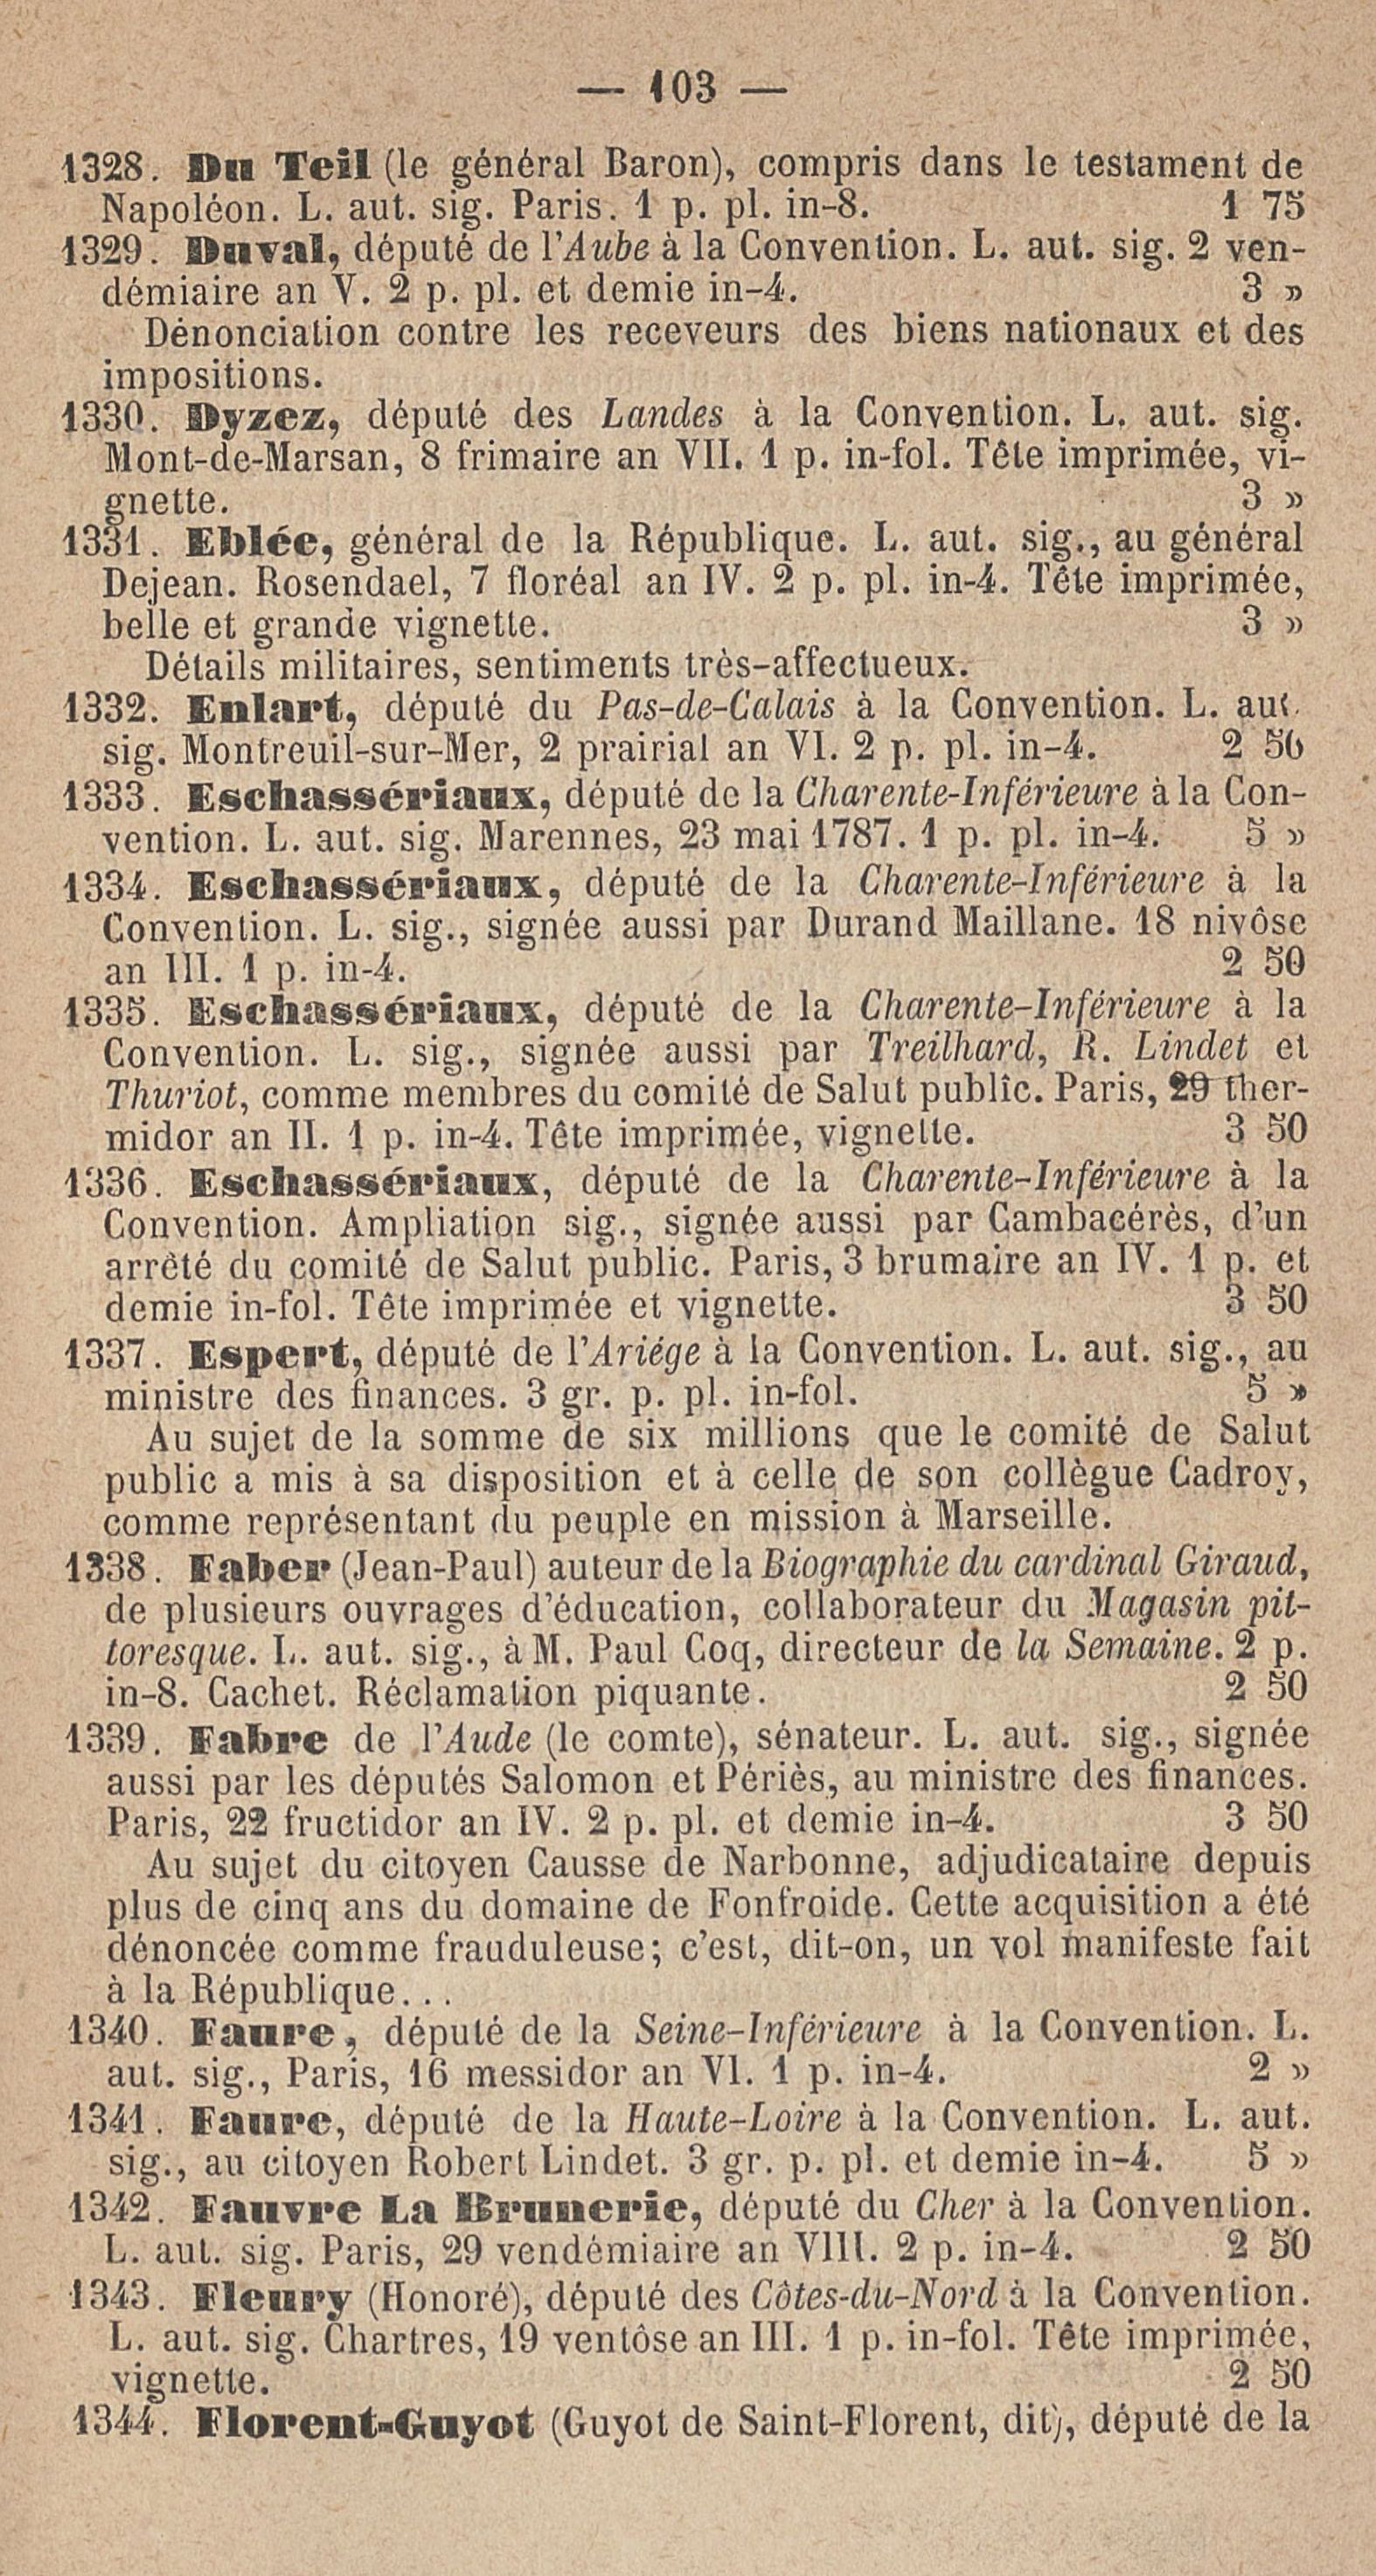 — 103 —
1328. Du Teil (le général Baron), compris dans le testament de
Napoléon. L. aut. sig. Paris. 1 p. pl. in-8. 1 75
1329. Duval, député de l'Aube à la Convention. L. aut. sig. 2 ven-
démiaire an V. 2 p. pl. et demie in-4. 3 »
Dénonciation contre les receveurs des biens nationaux et des
impositions.
1330. Dyzez, député des Landes à la Convention. L. aut. sig.
Mont-de-Marsan, 8 frimaire an VII. 1 p. in-fol. Tête imprimée, vi-
gnette. 3 »
1331. Eblée, général de la République. L. aut. sig., au général
Dejean. Rosendael, 7 floréal an IV. 2 p. pl. in-4. Tête imprimée,
belle et grande vignette. 3 »
Détails militaires, sentiments très-affectueux.
1332. Enlart, député du Pas-de-Calais à la Convention. L. aut.
sig. Montreuil-sur-Mer, 2 prairial an VI. 2 p. pl. in-4. 2 50
1333. Eschassériaux, député de la Charente-Inférieure à la Con-
vention. L. aut. sig. Marennes, 23 mai 1787. 1 p. pl. in-4. 5 »
1334. Eschassériaux, député de la Charente-Inférieure à la
Convention. L. sig., signée aussi par Durand Maillane. 18 nivôse
an III. 1 p. in-4. 2 50
1335. Eschassériaux, député de la Charente-Inférieure à la
Convention. L. sig., signée aussi par Treilhard, R. Lindet et
Thuriot, comme membres du comité de Salut public. Paris, 29 ther-
midor an II. 1 p. in-4. Tête imprimée, vignette. 3 50
1336. Eschassériaux, député de la Charente-Inférieure à la
Convention. Ampliation sig., signée aussi par Cambacérès, d'un
arrêté du comité de Salut public. Paris, 3 brumaire an IV. 1 p. et
demie in-fol. Tête imprimée et vignette. 3 50
1337. Espert, député de l'Ariége à la Convention. L. aut. sig., au
ministre des finances. 3 gr. p. pl. in-fol. 5 »
Au sujet de la somme de six millions que le comité de Salut
public a mis à sa disposition et à celle de son collègue Cadroy,
comme représentant du peuple en mission à Marseille.
1338. Faber (Jean-Paul) auteur de la Biographie du cardinal Giraud,
de plusieurs ouvrages d'éducation, collaborateur du Magasin pit-
toresque. L. aut. sig., à M. Paul Coq, directeur de la Semaine. 2 p.
in-8. Cachet. Réclamation piquante. 2 50
1339. Fabre de l'Aude (le comte), sénateur. L. aut. sig., signée
aussi par les députés Salomon et Périès, au ministre des finances.
Paris, 22 fructidor an IV. 2 p. pl. et demie in-4. 3 50
Au sujet du citoyen Causse de Narbonne, adjudicataire depuis
plus de cinq ans du domaine de Fonfroide. Cette acquisition a été
dénoncée comme frauduleuse; c'est, dit-on, un vol manifeste fait
à la République...
1340. Faure, député de la Seine-Inférieure à la Convention. L.
aut. sig., Paris, 16 messidor an VI. 1 p. in-4. 2 »
1341. Faure, député de la Haute-Loire à la Convention. L. aut.
sig., au citoyen Robert Lindet. 3 gr. p. pl. et demie in-4. 5 »
1342. Fauvre La Brunerie, député du Cher à la Convention.
L. aut. sig. Paris, 29 vendémiaire an VIII. 2 p. in-4. 2 50
1343. Fleury (Honoré), député des Côtes-du-Nord à la Convention.
L. aut. sig. Chartres, 19 ventôse an III. 1 p. in-fol. Tête imprimée,
vignette. 2 50
1344. Florent-Guyot (Guyot de Saint-Florent, dit), député de la